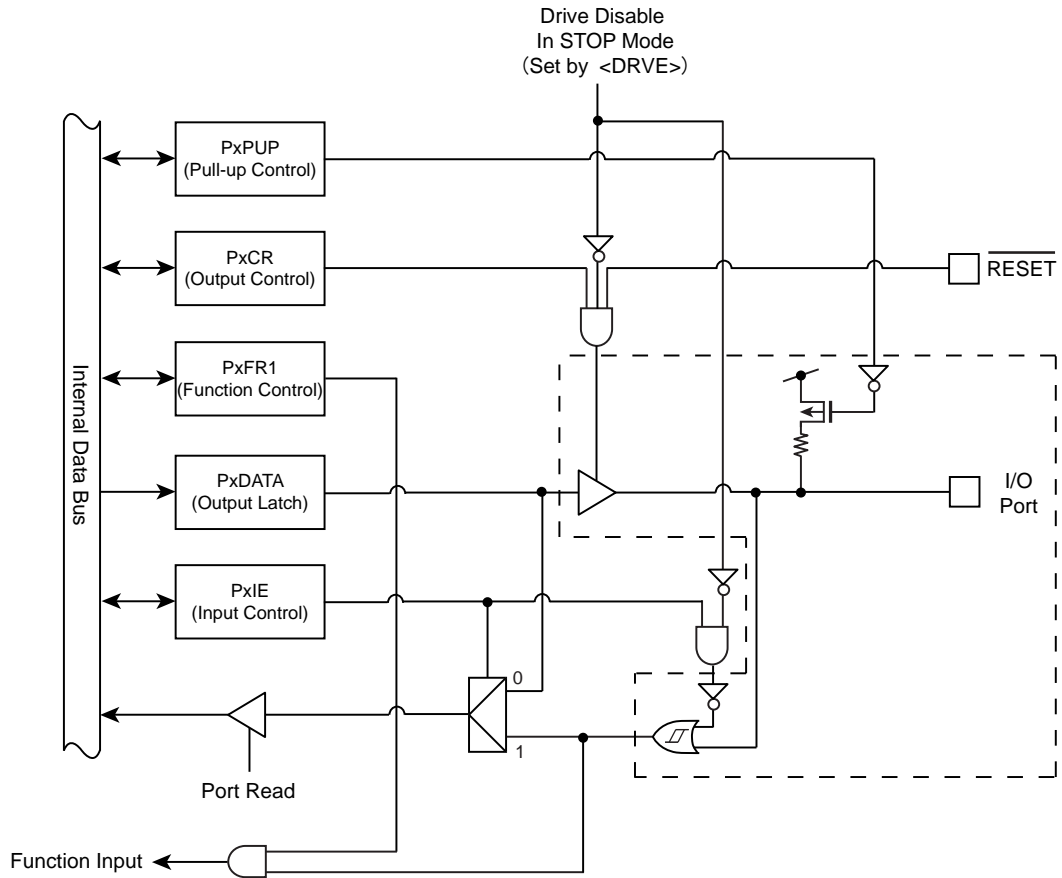 Drive Disable
In STOP Mode
（Set by <DRVE>）
PxPUP
(Pull-up Control)
PxCR
(Output Control)
RESET
PxFR1
(Function Control)
Internal Data Bus
PxDATA
(Output Latch)
I/O
Port
PxIE
(Input Control)
0
1
Port Read
Function Input